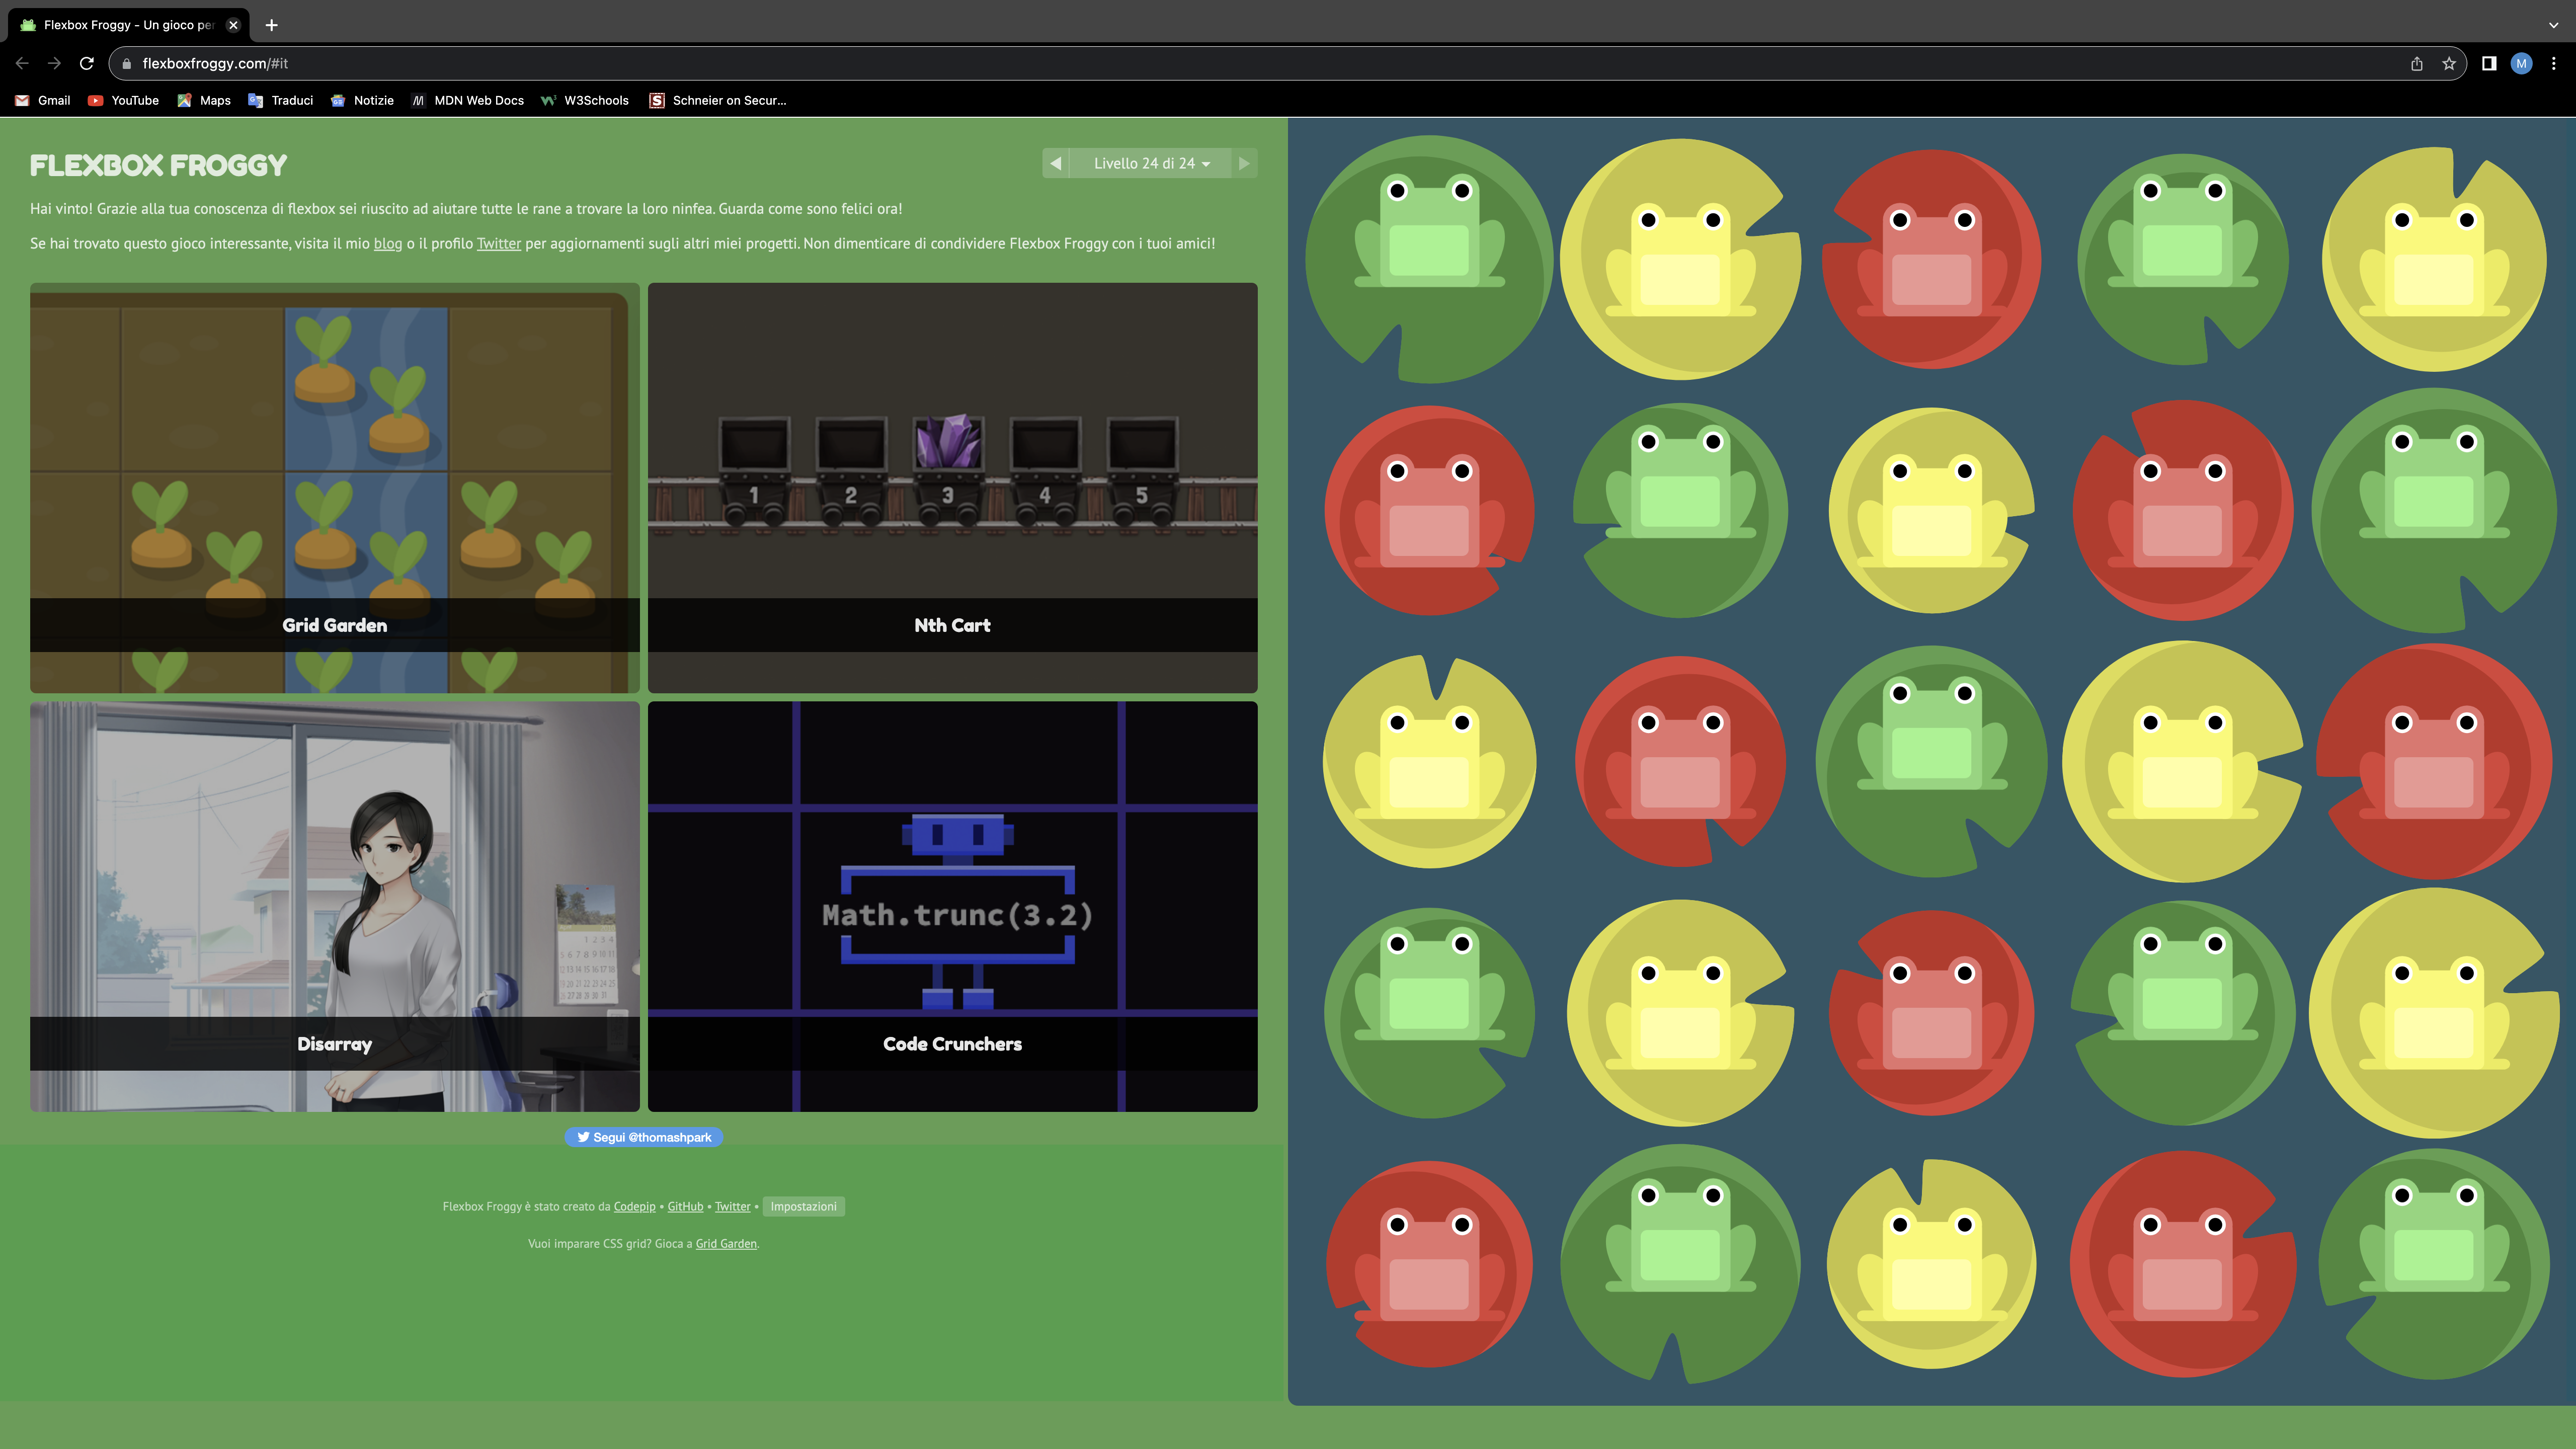 Flexbox Froggy - Un gioco per
flexboxfroggy.com/#it
M
Gmail YouTube Maps Traduci Notizie MDN Web Docs W3Schools Schneier on Secur...
FLEXBOX FROGGY
Livello 24 di 24
Hai vinto! Grazie alla tua conoscenza di flexbox sei riuscito ad aiutare tutte le rane a trovare la loro ninfea. Guarda come sono felici ora!
Se hai trovato questo gioco interessante, visita il mio blog o il profilo Twitter per aggiornamenti sugli altri miei progetti. Non dimenticare di condividere Flexbox Froggy con i tuoi amici!
1 2 3 4 5
Grid Garden
Nth Cart
Math.trunc(3.2)
Disarray
Code Crunchers
Segui @thomashpark
Flexbox Froggy è stato creato da Codepip • GitHub • Twitter • Impostazioni
Vuoi imparare CSS grid? Gioca a Grid Garden.